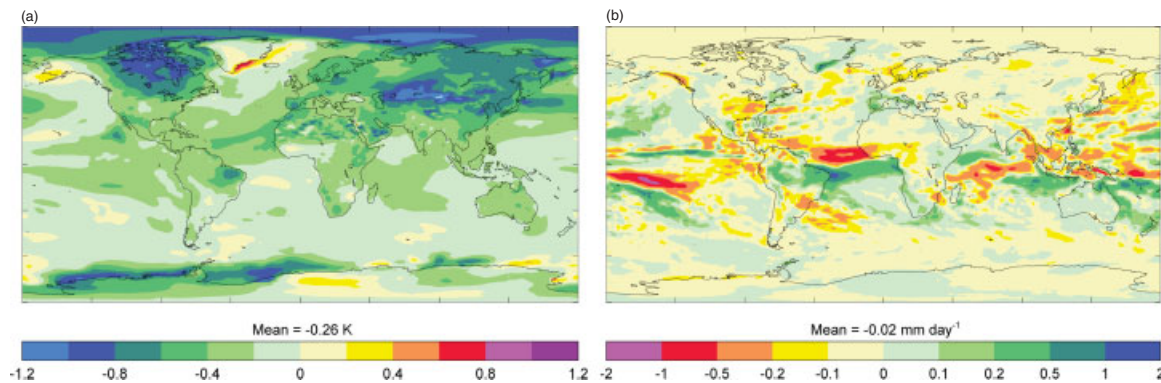 (a)
(b)
Mean = -0.26 K
-1.2 -0.8 -0.4 0 0.4 0.8 1.2
Mean = -0.02 mm day⁻¹
-2 -1 -0.5 -0.2 -0.1 0 0.1 0.2 0.5 1 2